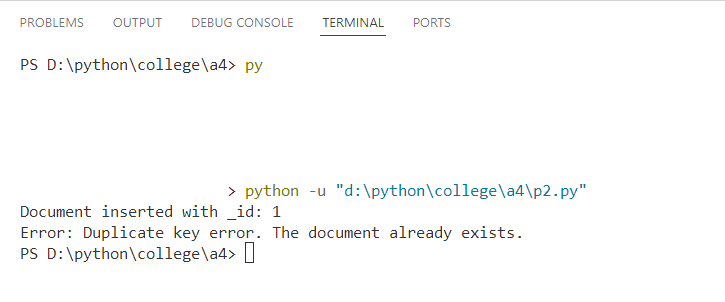 PROBLEMS OUTPUT DEBUG CONSOLE TERMINAL PORTS
PS D:\python\college\a4> py
> python -u "d:\python\college\a4\p2.py"
Document inserted with _id: 1
Error: Duplicate key error. The document already exists.
PS D:\python\college\a4>